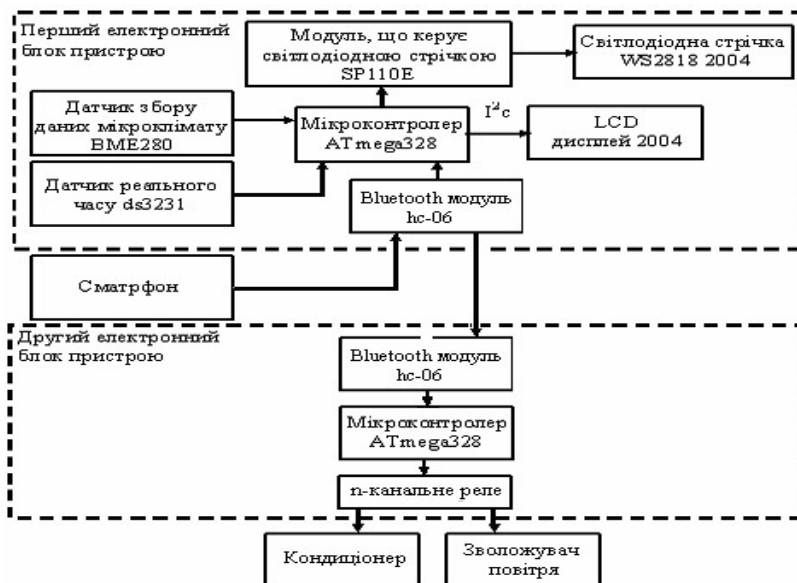 Перший електронний
блок пристрою
Модуль, що керує
світлодіодною стрічкою
SP110E
Світлодіодна стрічка
WS2818 2004
Датчик збору
даних мікроклімату
BME280
Мікроконтролер
ATmega328
I²c
LCD
дисплей 2004
Датчик реального
часу ds3231
Bluetooth модуль
hc-06
Сматрфон
Другий електронний
блок пристрою
Bluetooth модуль
hc-06
Мікроконтролер
ATmega328
n-канальне реле
Кондиціонер
Зволожувач
повітря